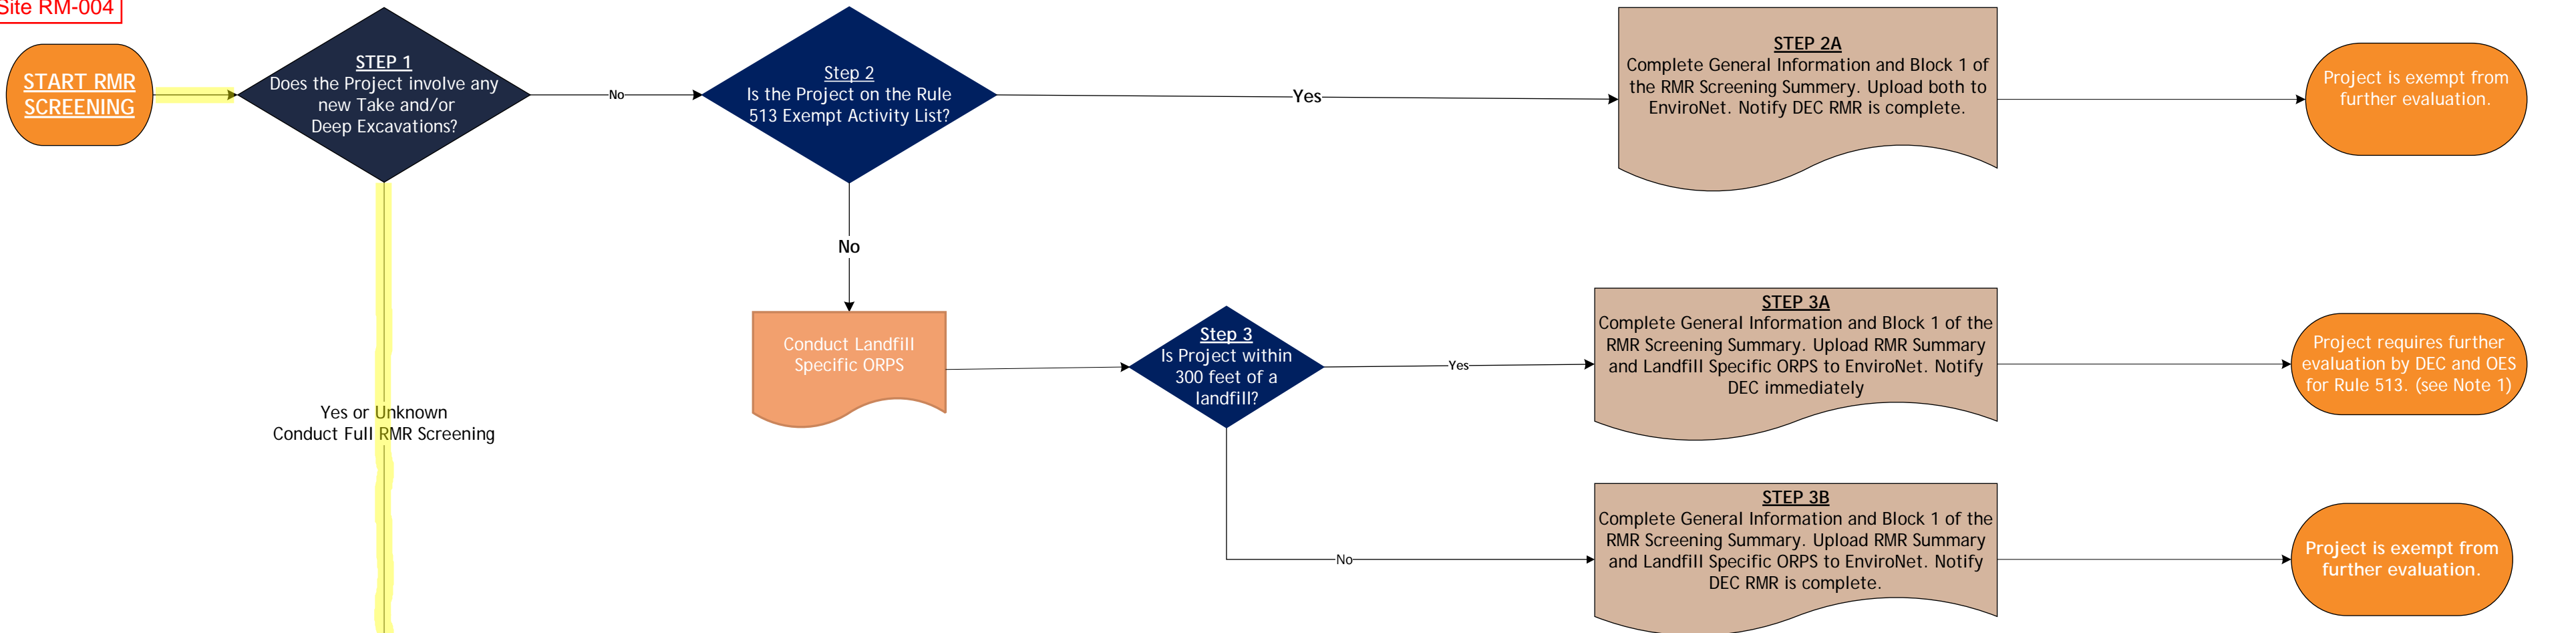 Site RM-004
START RMR
SCREENING
STEP 1
Does the Project involve any
new Take and/or
Deep Excavations?
No
Step 2
Is the Project on the Rule
513 Exempt Activity List?
Yes
STEP 2A
Complete General Information and Block 1 of
the RMR Screening Summery. Upload both to
EnviroNet. Notify DEC RMR is complete.
Project is exempt from
further evaluation.
No
Conduct Landfill
Specific ORPS
Step 3
Is Project within
300 feet of a
landfill?
Yes
STEP 3A
Complete General Information and Block 1 of the
RMR Screening Summary. Upload RMR Summary
and Landfill Specific ORPS to EnviroNet. Notify
DEC immediately
Project requires further
evaluation by DEC and OES
for Rule 513. (see Note 1)
Yes or Unknown
Conduct Full RMR Screening
No
STEP 3B
Complete General Information and Block 1 of the
RMR Screening Summary. Upload RMR Summary
and Landfill Specific ORPS to EnviroNet. Notify
DEC RMR is complete.
Project is exempt from
further evaluation.